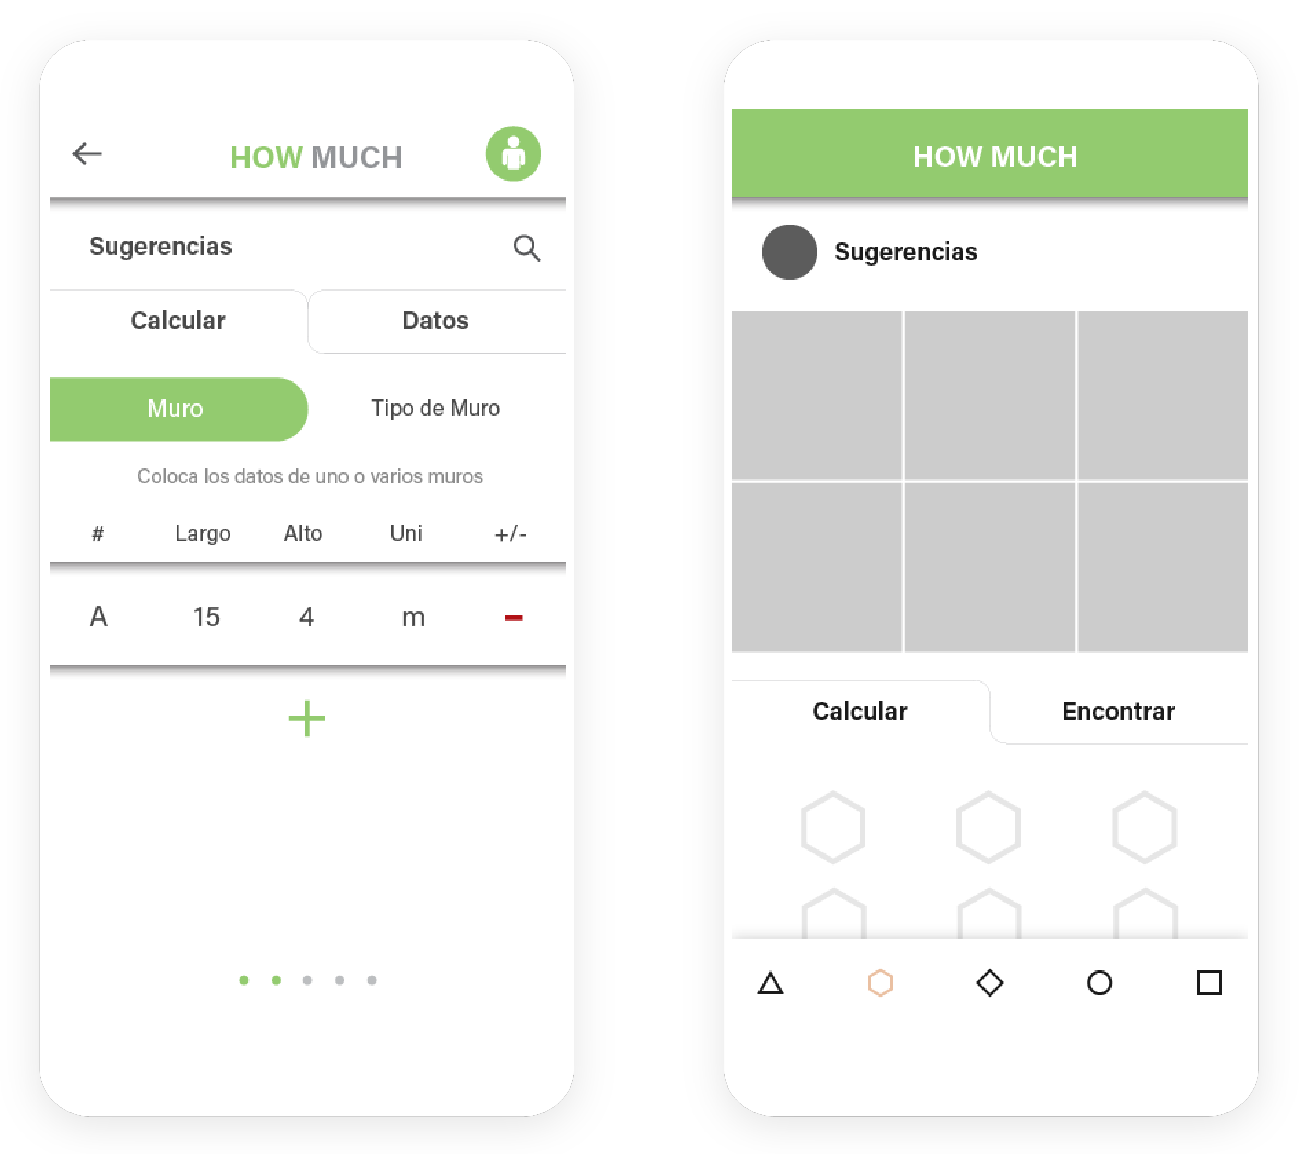 HOW MUCH
Sugerencias
Calcular Datos
Muro Tipo de Muro
Coloca los datos de uno o varios muros
# Largo Alto Uni +/-
A 15 4 m -
+
HOW MUCH
Sugerencias
Calcular Encontrar